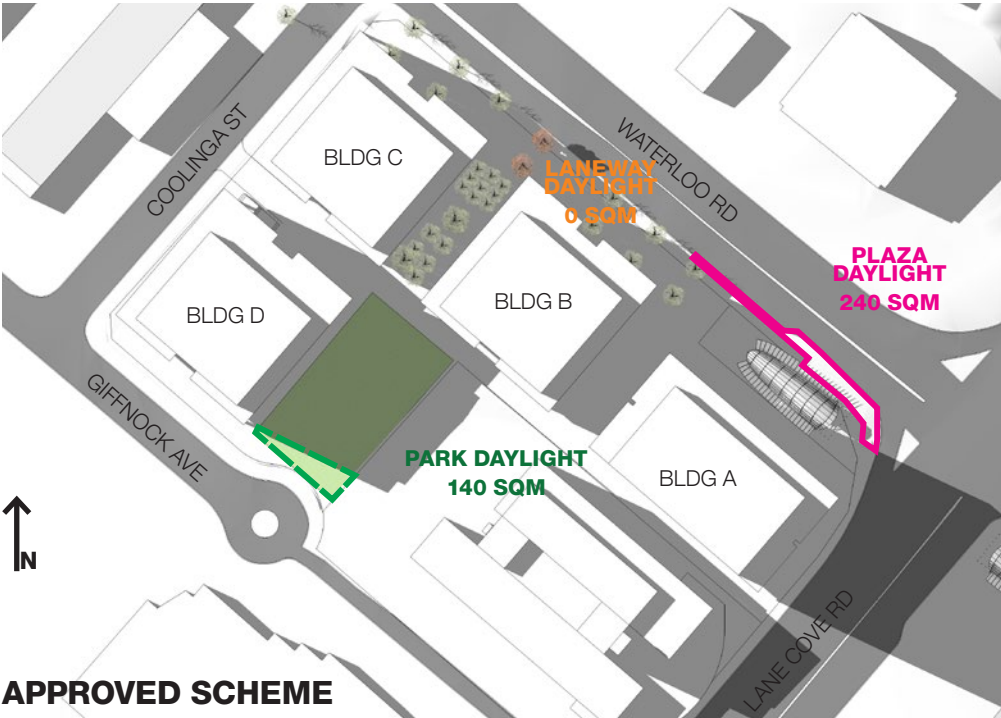 COOLINGA ST
BLDG C
WATERLOO RD
LANEWAY
DAYLIGHT
0 SQM
PLAZA
DAYLIGHT
240 SQM
BLDG D
BLDG B
GIFFNOCK AVE
PARK DAYLIGHT
140 SQM
BLDG A
N
LANE COVE RD
APPROVED SCHEME